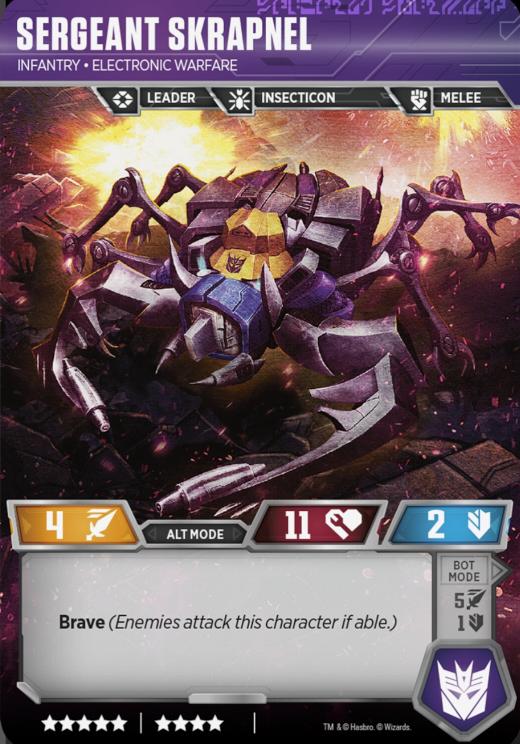 SERGEANT SKRAPNEL
INFANTRY • ELECTRONIC WARFARE
LEADER INSECTICON MELEE
4 ALT MODE 11 2
BOT
MODE
5
1
Brave (Enemies attack this character if able.)
TM & © Hasbro. © Wizards.